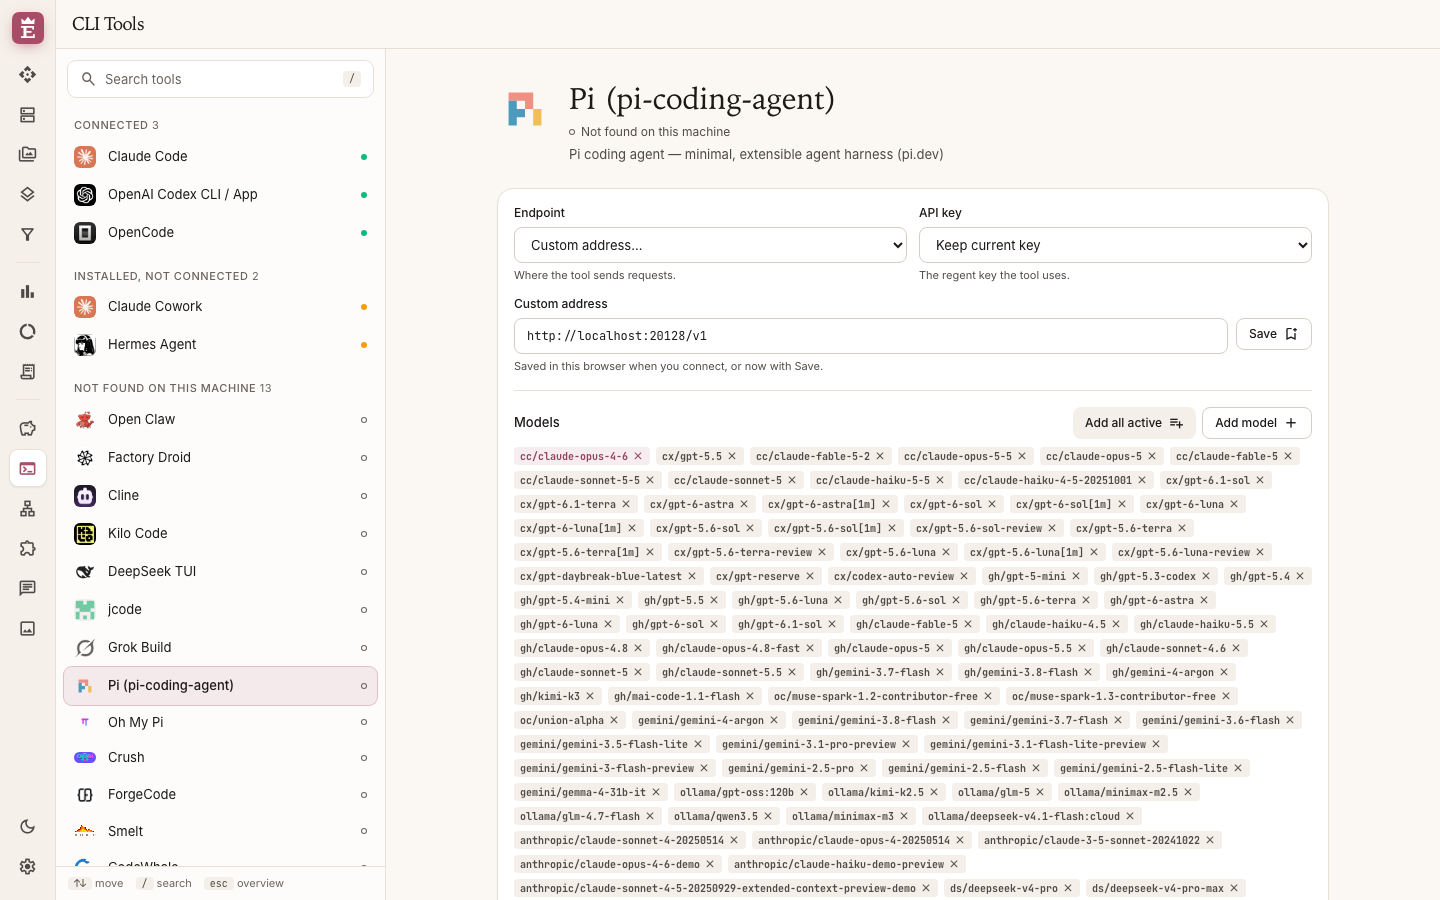 CLI Tools
Search tools /
CONNECTED 3
Claude Code
OpenAI Codex CLI / App
OpenCode
INSTALLED, NOT CONNECTED 2
Claude Cowork
Hermes Agent
NOT FOUND ON THIS MACHINE 13
Open Claw
Factory Droid
Cline
Kilo Code
DeepSeek TUI
jcode
Grok Build
Pi (pi-coding-agent)
Oh My Pi
Crush
ForgeCode
Smelt
CodeWhale
↑↓ move / search esc overview
Pi (pi-coding-agent)
Not found on this machine
Pi coding agent — minimal, extensible agent harness (pi.dev)
Endpoint API key
Custom address... Keep current key
Where the tool sends requests. The regent key the tool uses.
Custom address
http://localhost:20128/v1 Save
Saved in this browser when you connect, or now with Save.
Models Add all active Add model
cc/claude-opus-4-6 × cx/gpt-5.5 × cc/claude-fable-5-2 × cc/claude-opus-5-5 × cc/claude-opus-5 × cc/claude-fable-5 ×
cc/claude-sonnet-5-5 × cc/claude-sonnet-5 × cc/claude-haiku-5-5 × cc/claude-haiku-4-5-20251001 × cx/gpt-6.1-sol ×
cx/gpt-6.1-terra × cx/gpt-6-astra × cx/gpt-6-astra[1m] × cx/gpt-6-sol × cx/gpt-6-sol[1m] × cx/gpt-6-luna ×
cx/gpt-6-luna[1m] × cx/gpt-5.6-sol × cx/gpt-5.6-sol[1m] × cx/gpt-5.6-sol-review × cx/gpt-5.6-terra ×
cx/gpt-5.6-terra[1m] × cx/gpt-5.6-terra-review × cx/gpt-5.6-luna × cx/gpt-5.6-luna[1m] × cx/gpt-5.6-luna-review ×
cx/gpt-daybreak-blue-latest × cx/gpt-reserve × cx/codex-auto-review × gh/gpt-5-mini × gh/gpt-5.3-codex × gh/gpt-5.4 ×
gh/gpt-5.4-mini × gh/gpt-5.5 × gh/gpt-5.6-luna × gh/gpt-5.6-sol × gh/gpt-5.6-terra × gh/gpt-6-astra ×
gh/gpt-6-luna × gh/gpt-6-sol × gh/gpt-6.1-sol × gh/claude-fable-5 × gh/claude-haiku-4.5 × gh/claude-haiku-5.5 ×
gh/claude-opus-4.8 × gh/claude-opus-4.8-fast × gh/claude-opus-5 × gh/claude-opus-5.5 × gh/claude-sonnet-4.6 ×
gh/claude-sonnet-5 × gh/claude-sonnet-5.5 × gh/gemini-3.7-flash × gh/gemini-3.8-flash × gh/gemini-4-argon ×
gh/kimi-k3 × gh/mai-code-1.1-flash × oc/muse-spark-1.2-contributor-free × oc/muse-spark-1.3-contributor-free ×
oc/union-alpha × gemini/gemini-4-argon × gemini/gemini-3.8-flash × gemini/gemini-3.7-flash × gemini/gemini-3.6-flash ×
gemini/gemini-3.5-flash-lite × gemini/gemini-3.1-pro-preview × gemini/gemini-3.1-flash-lite-preview ×
gemini/gemini-3-flash-preview × gemini/gemini-2.5-pro × gemini/gemini-2.5-flash × gemini/gemini-2.5-flash-lite ×
gemini/gemma-4-31b-it × ollama/gpt-oss:120b × ollama/kimi-k2.5 × ollama/glm-5 × ollama/minimax-m2.5 ×
ollama/glm-4.7-flash × ollama/qwen3.5 × ollama/minimax-m3 × ollama/deepseek-v4.1-flash:cloud ×
anthropic/claude-sonnet-4-20250514 × anthropic/claude-opus-4-20250514 × anthropic/claude-3-5-sonnet-20241022 ×
anthropic/claude-opus-4-6-demo × anthropic/claude-haiku-demo-preview ×
anthropic/claude-sonnet-4-5-20250929-extended-context-preview-demo × ds/deepseek-v4-pro × ds/deepseek-v4-pro-max ×